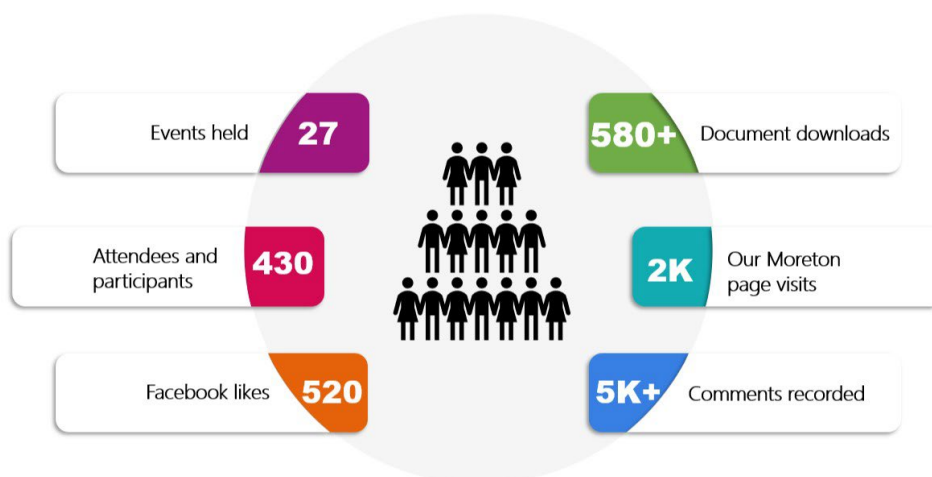 Events held 27
580+ Document downloads
Attendees and
participants
430
2K
Our Moreton
page visits
Facebook likes 520
5K+ Comments recorded